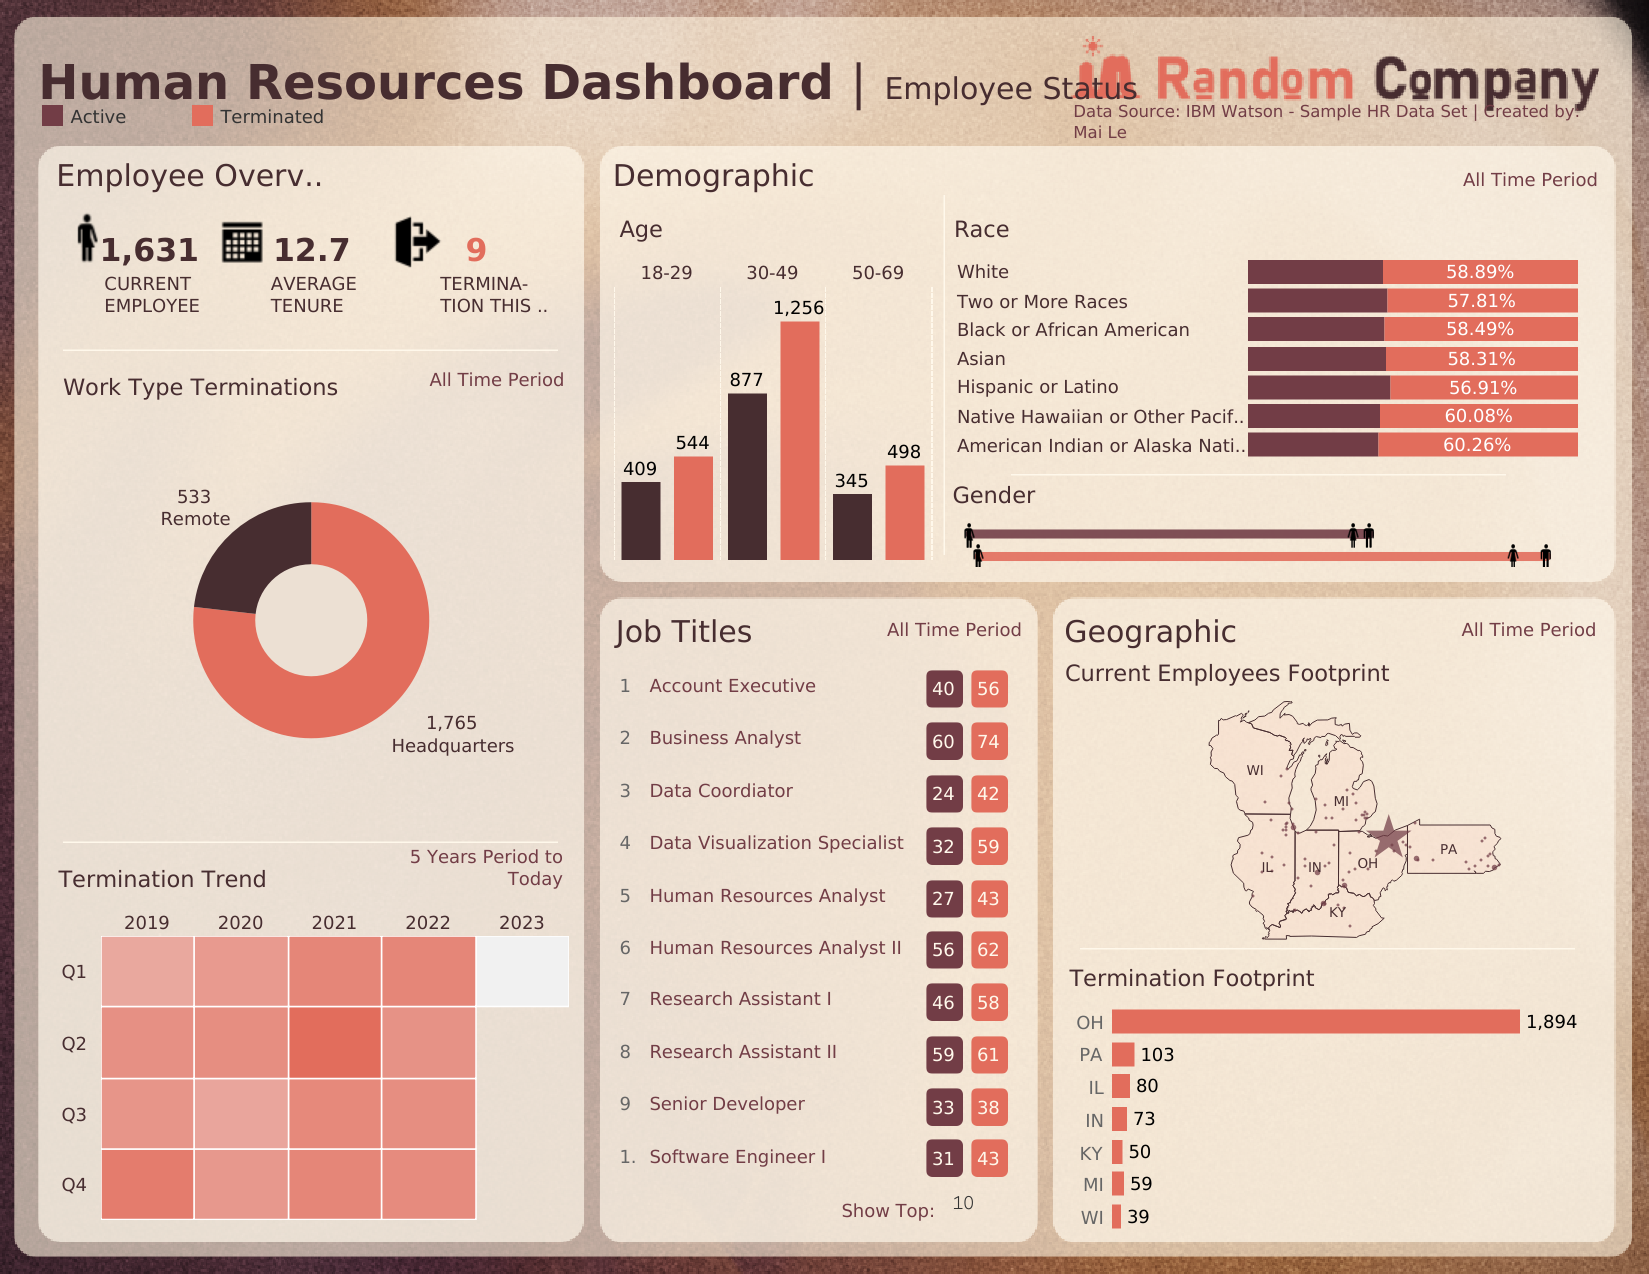 Human Resources Dashboard | Employee Status
Random Company
Data Source: IBM Watson - Sample HR Data Set | Created by:
Mai Le
Active
Terminated
Employee Overv..
1,631
CURRENT
EMPLOYEE
12.7
AVERAGE
TENURE
9
TERMINA-
TION THIS ..
Work Type Terminations
All Time Period
533
Remote
1,765
Headquarters
Termination Trend
5 Years Period to
Today
2019 2020 2021 2022 2023
Q1
Q2
Q3
Q4
Demographic
All Time Period
Age
18-29 30-49 50-69
409
544
877
1,256
345
498
Race
White 58.89%
Two or More Races 57.81%
Black or African American 58.49%
Asian 58.31%
Hispanic or Latino 56.91%
Native Hawaiian or Other Pacif.. 60.08%
American Indian or Alaska Nati.. 60.26%
Gender
Job Titles
All Time Period
1 Account Executive 40 56
2 Business Analyst 60 74
3 Data Coordiator 24 42
4 Data Visualization Specialist 32 59
5 Human Resources Analyst 27 43
6 Human Resources Analyst II 56 62
7 Research Assistant I 46 58
8 Research Assistant II 59 61
9 Senior Developer 33 38
1. Software Engineer I 31 43
Show Top: 10
Geographic
All Time Period
Current Employees Footprint
WI
MI
PA
OH
IL
IN
KY
Termination Footprint
OH 1,894
PA 103
IL 80
IN 73
KY 50
MI 59
WI 39